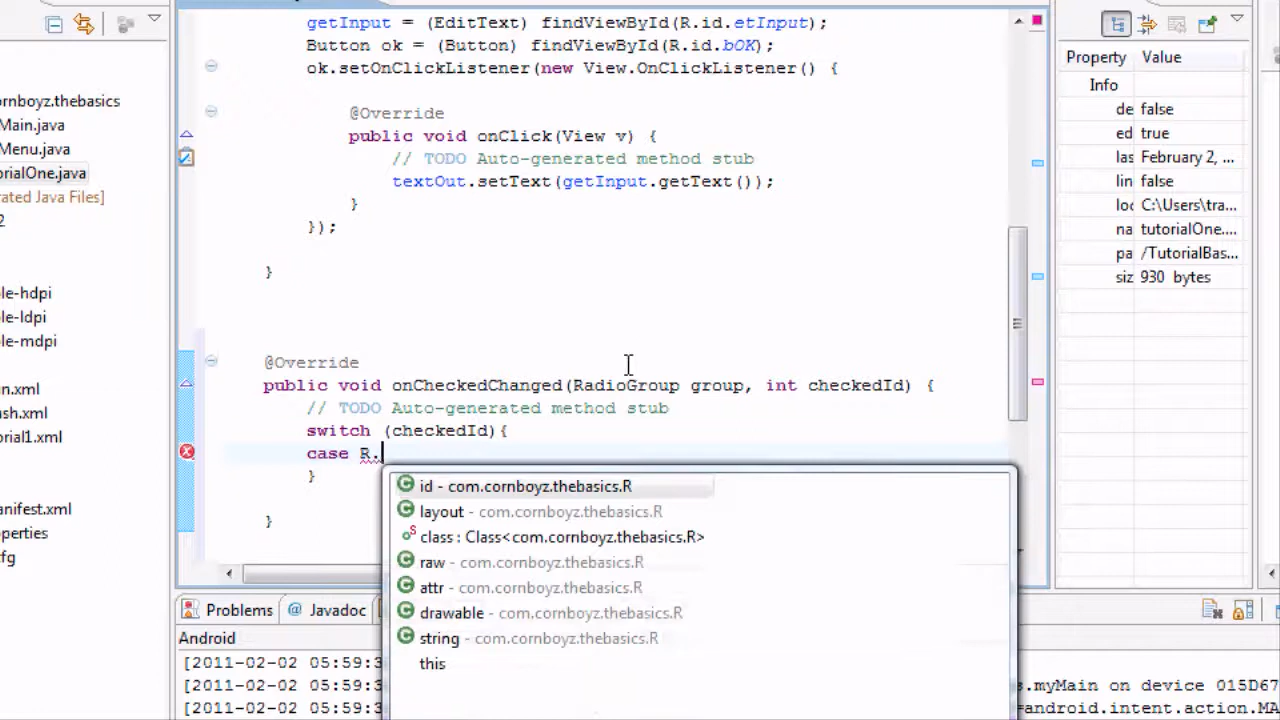 getInput = (EditText) findViewById(R.id.etInput);
Button ok = (Button) findViewById(R.id.bOK);
ok.setOnClickListener(new View.OnClickListener() {
@Override
public void onClick(View v) {
// TODO Auto-generated method stub
textOut.setText(getInput.getText());
}
});
}
@Override
public void onCheckedChanged(RadioGroup group, int checkedId) {
// TODO Auto-generated method stub
switch (checkedId){
case R.
}
}
id - com.cornboyz.thebasics.R
layout - com.cornboyz.thebasics.R
class : Class<com.cornboyz.thebasics.R>
raw - com.cornboyz.thebasics.R
attr - com.cornboyz.thebasics.R
drawable - com.cornboyz.thebasics.R
string - com.cornboyz.thebasics.R
this
ornboyz.thebasics
Main.java
Menu.java
orialOne.java
rated Java Files]
2
le-hdpi
le-ldpi
le-mdpi
in.xml
sh.xml
orial1.xml
anifest.xml
operties
fg
Property Value
Info
de false
ed true
las February 2, ...
lin false
loc C:\Users\tra...
na tutorialOne....
pa /TutorialBas...
siz 930 bytes
Problems @ Javadoc
Android
[2011-02-02 05:59:3
[2011-02-02 05:59:3 s.myMain on device 015D67
[2011-02-02 05:59:3 =android.intent.action.MA